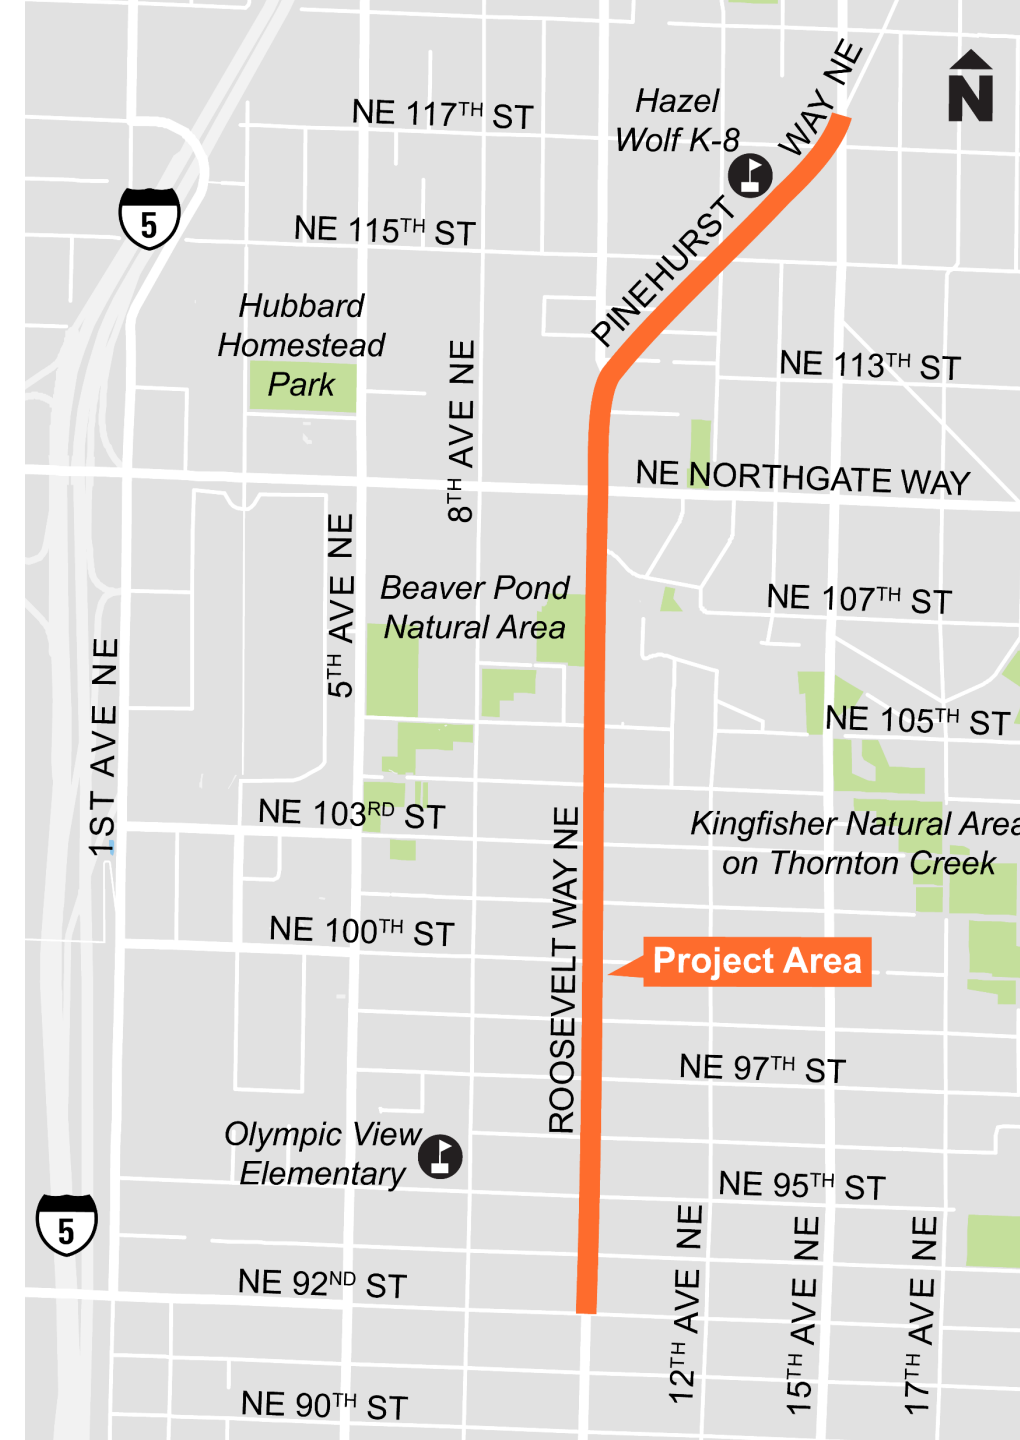 N
NE 117TH ST
Hazel
Wolf K-8
PINEHURST WAY NE
5
NE 115TH ST
Hubbard
Homestead
Park
NE 113TH ST
8TH AVE NE
NE NORTHGATE WAY
5TH AVE NE
Beaver Pond
Natural Area
NE 107TH ST
1ST AVE NE
NE 105TH ST
NE 103RD ST
Kingfisher Natural Area
on Thornton Creek
ROOSEVELT WAY NE
NE 100TH ST
Project Area
NE 97TH ST
Olympic View
Elementary
NE 95TH ST
5
12TH AVE NE
15TH AVE NE
17TH AVE NE
NE 92ND ST
NE 90TH ST